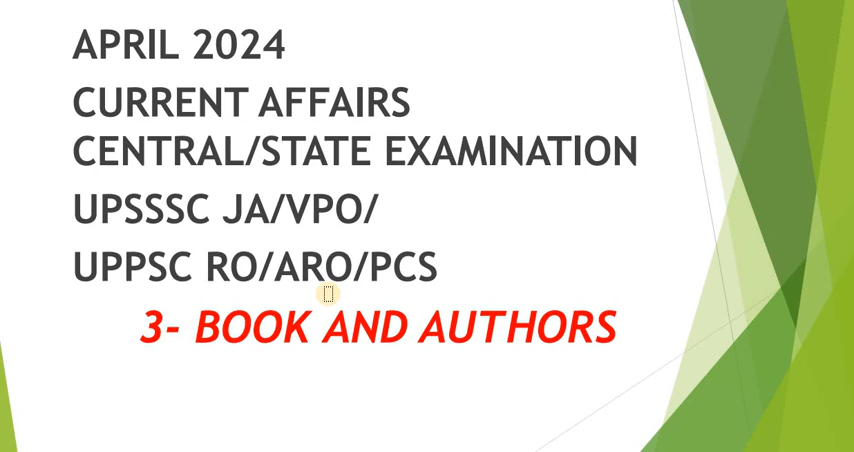 APRIL 2024
CURRENT AFFAIRS
CENTRAL/STATE EXAMINATION
UPSSSC JA/VPO/
UPPSC RO/ARO/PCS
3- BOOK AND AUTHORS